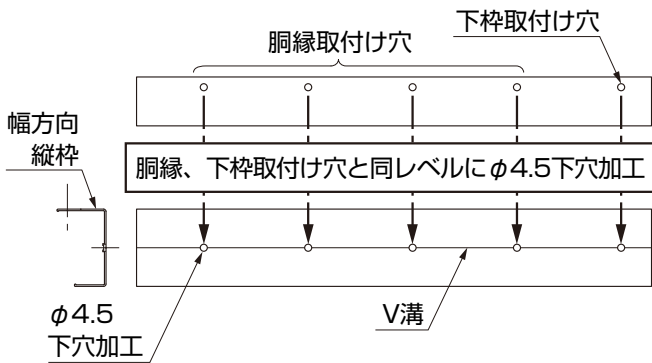 下枠取付け穴
胴縁取付け穴
幅方向
縦枠
胴縁、下枠取付け穴と同レベルにφ4.5下穴加工
φ4.5
下穴加工
V溝